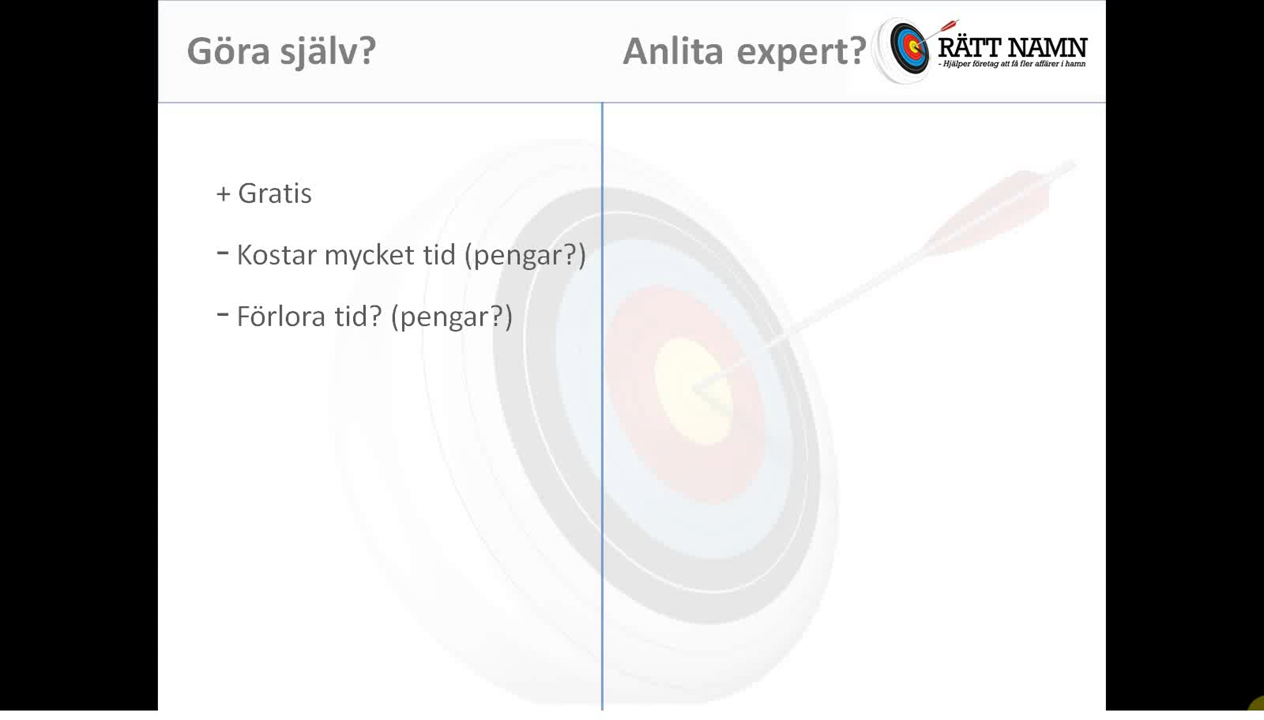 Göra själv?
Anlita expert?
RÄTT NAMN
- Hjälper företag att få fler affärer i hamn
+ Gratis
- Kostar mycket tid (pengar?)
- Förlora tid? (pengar?)